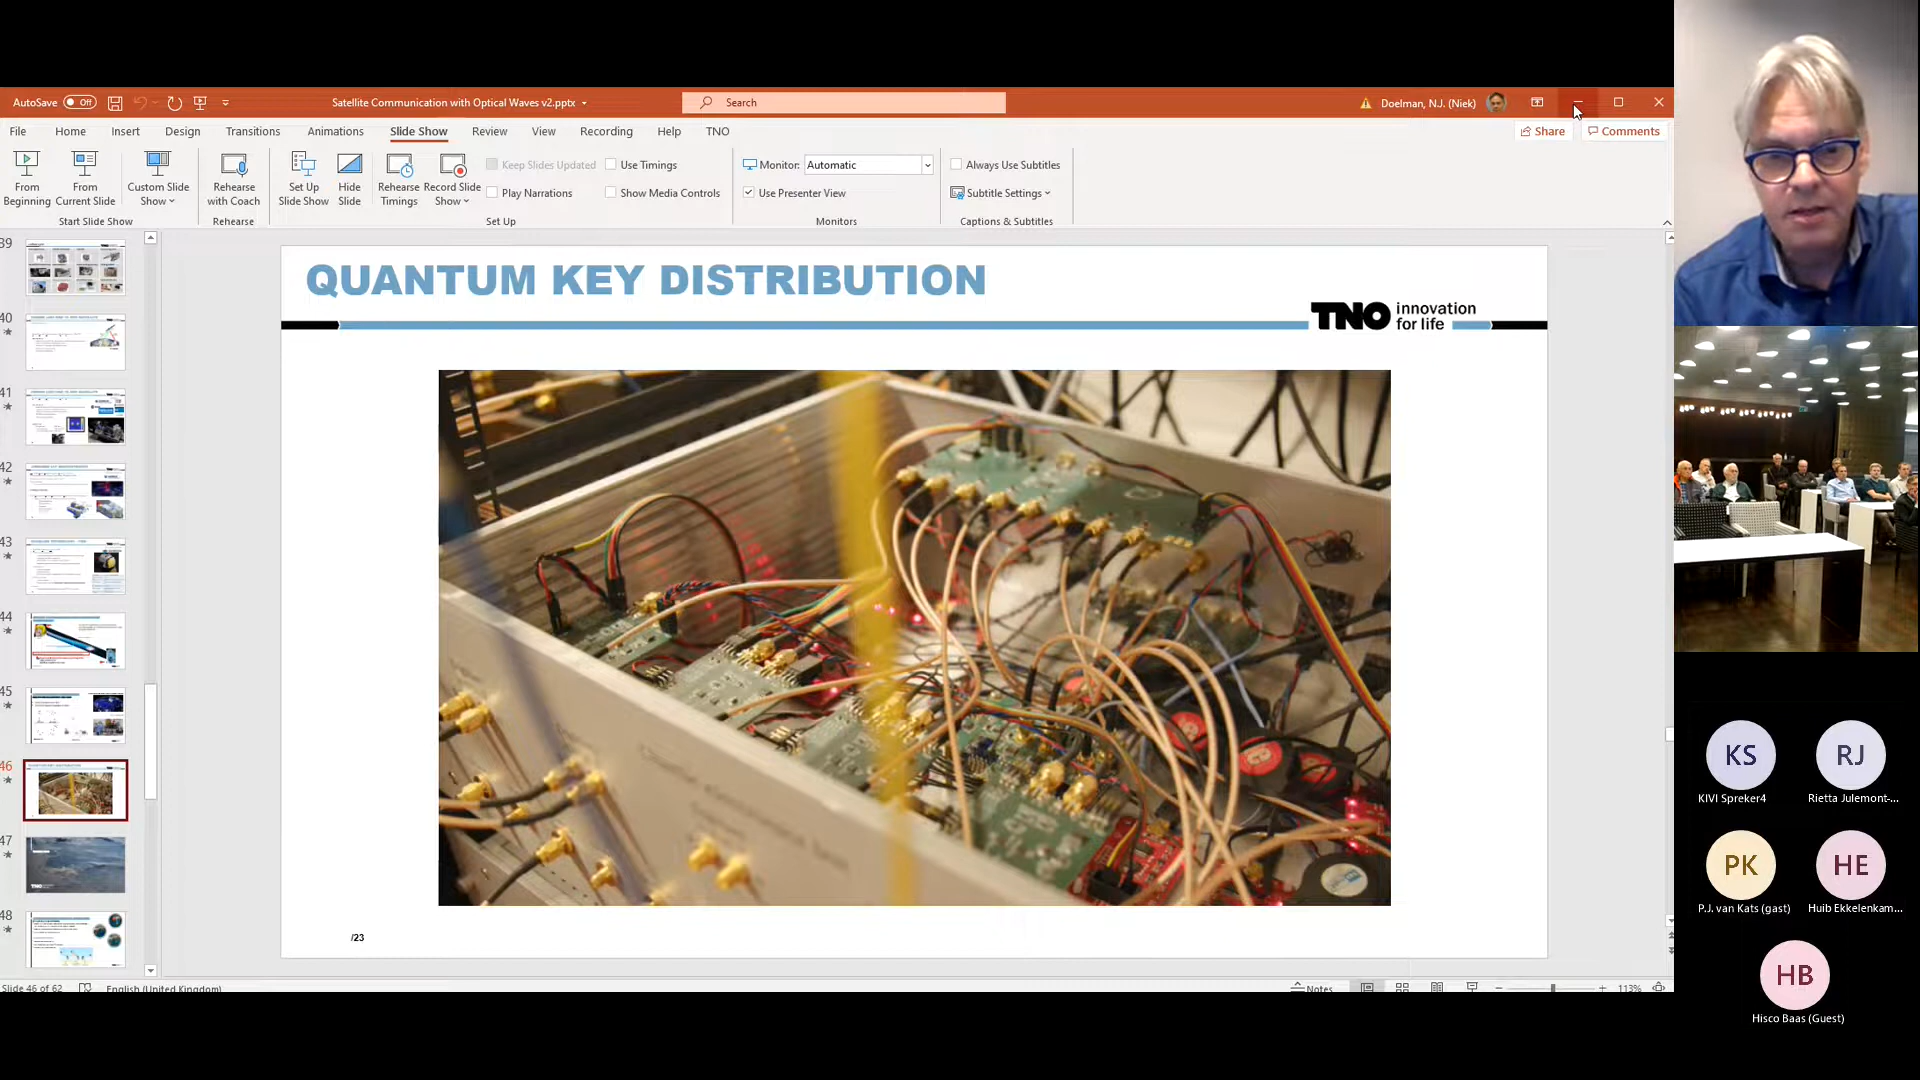 AutoSave Off
Satellite Communication with Optical Waves v2.pptx
Search
Doelman, N.J. (Niek)
File Home Insert Design Transitions Animations Slide Show Review View Recording Help TNO
Share Comments
From Beginning
From Current Slide
Custom Slide Show
Start Slide Show
Rehearse with Coach
Rehearse
Set Up Slide Show
Hide Slide
Rehearse Timings
Record Slide Show
Keep Slides Updated
Play Narrations
Use Timings
Show Media Controls
Set Up
Monitor: Automatic
Use Presenter View
Monitors
Always Use Subtitles
Subtitle Settings
Captions & Subtitles
39
40
41
42
43
44
45
46
47
48
QUANTUM KEY DISTRIBUTION
TNO innovation
for life
/23
Slide 46 of 62
English (United Kingdom)
Notes
113%
KS
KIVI Spreker4
RJ
Rietta Julemont-...
PK
P.J. van Kats (gast)
HE
Huib Ekkelenkam...
HB
Hisco Baas (Guest)